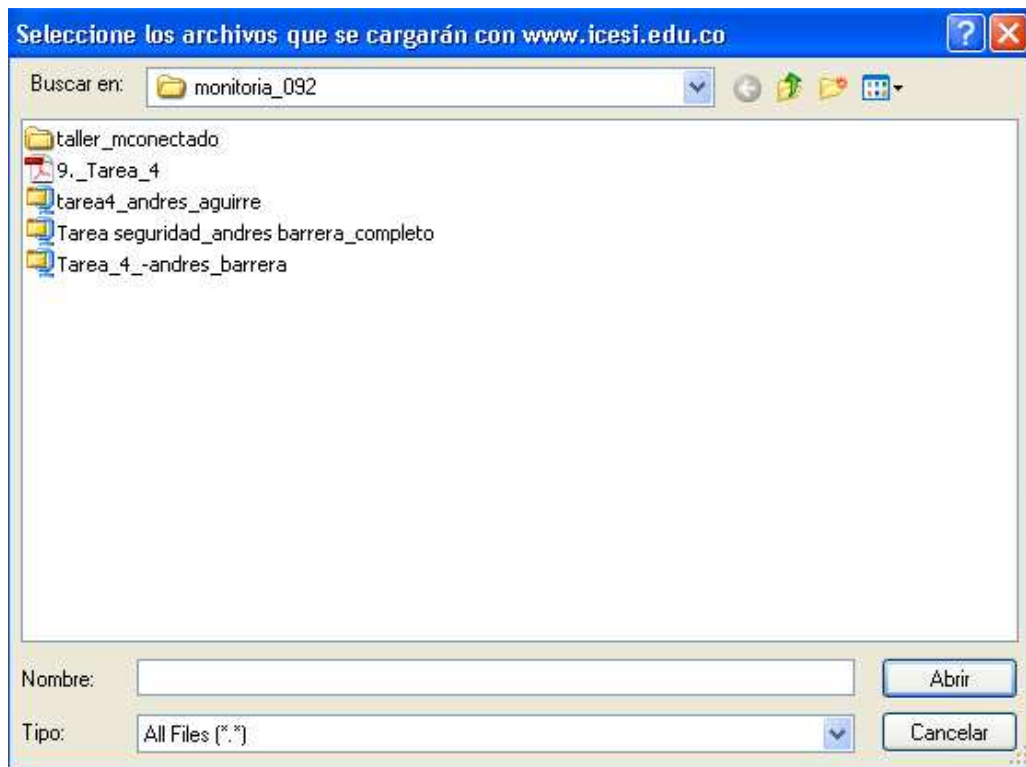 Seleccione los archivos que se cargarán con www.icesi.edu.co
Buscar en: monitoria_092
taller_mconectado
9._Tarea_4
tarea4_andres_aguirre
Tarea seguridad_andres barrera_completo
Tarea_4_-andres_barrera
Nombre: Abrir
Tipo: All Files (*.*) Cancelar